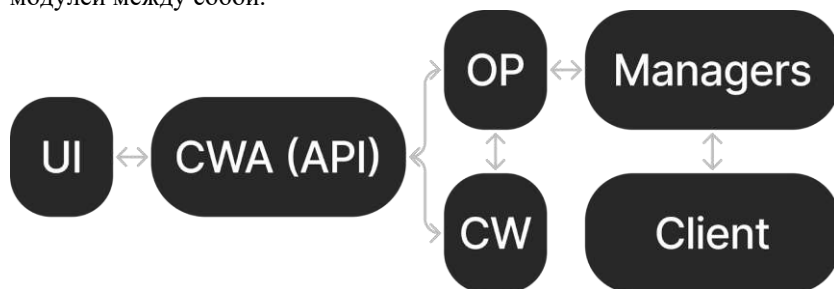 модулей между собой.
OP
Managers
UI
CWA (API)
CW
Client